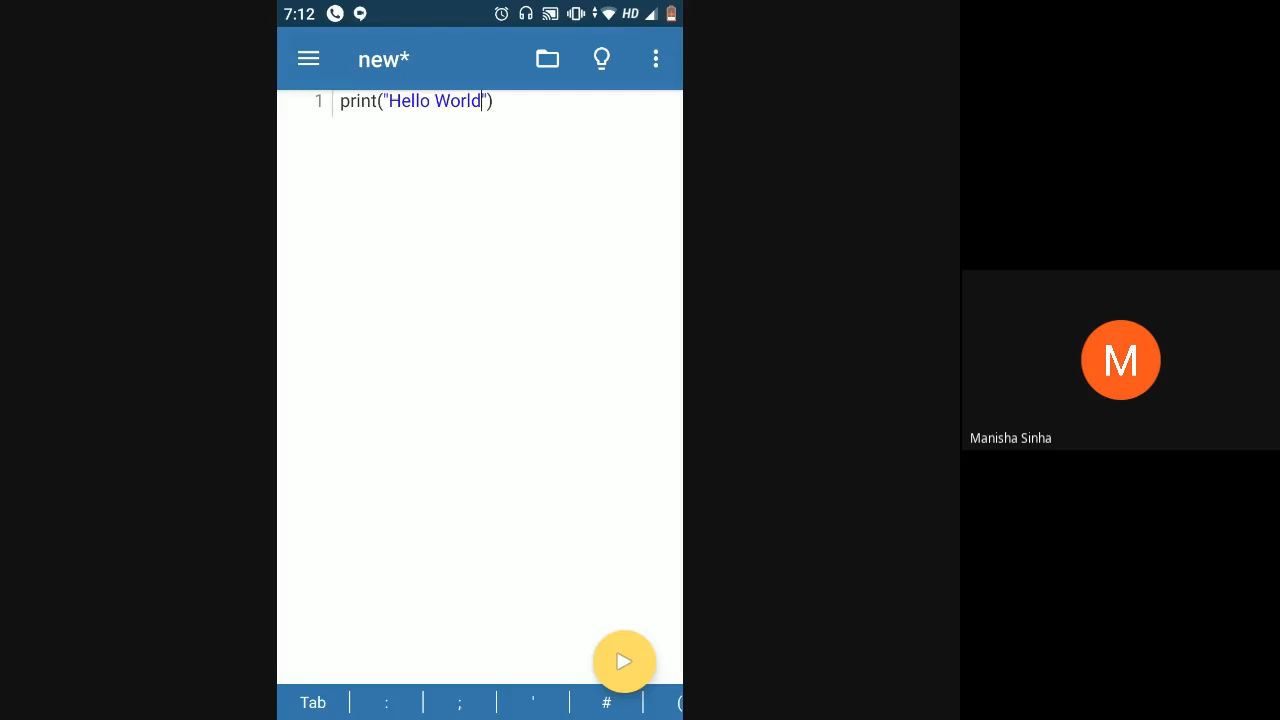 7:12 HD
new*
1 print("Hello World")
M
Manisha Sinha
Tab : ; ' # (